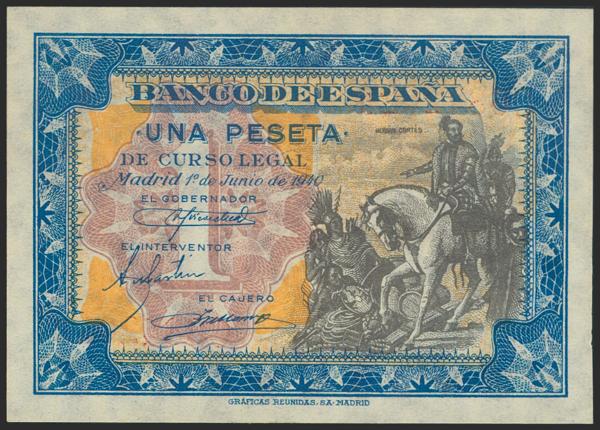 BANCO DE ESPAÑA
UNA PESETA
DE CURSO LEGAL
Madrid 1º de Junio de 1940
HERNAN CORTES
EL GOBERNADOR
EL INTERVENTOR
EL CAJERO
1
GRÁFICAS REUNIDAS, S.A. MADRID